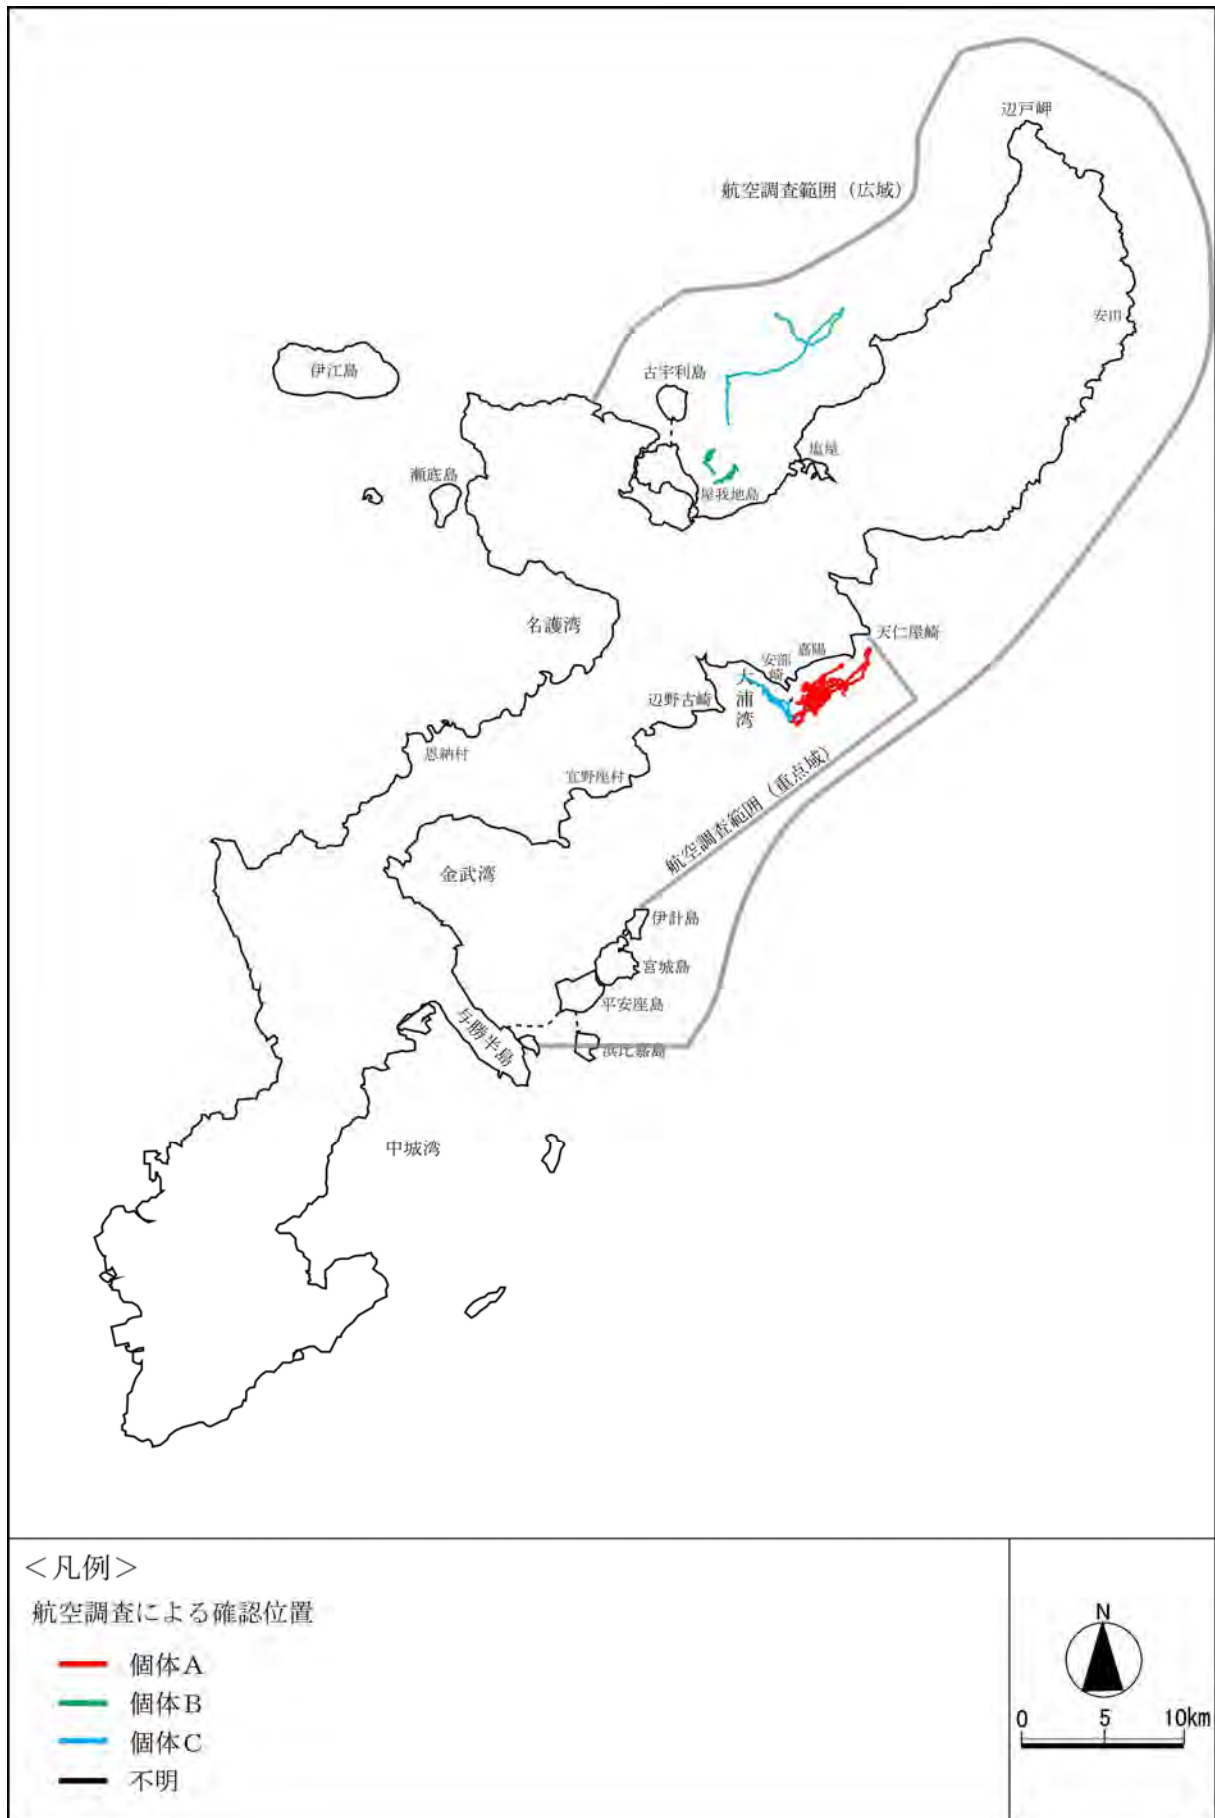 辺戸岬
航空調査範囲（広域）
安田
伊江島
古宇利島
塩屋
瀬底島
屋我地島
名護湾
天仁屋崎
嘉陽
安部
崎
大浦湾
辺野古崎
恩納村
宜野座村
航空調査範囲（重点域）
金武湾
伊計島
宮城島
平安座島
与勝半島
浜比嘉島
中城湾
＜凡例＞
航空調査による確認位置
個体A
個体B
個体C
不明
N
0 5 10km